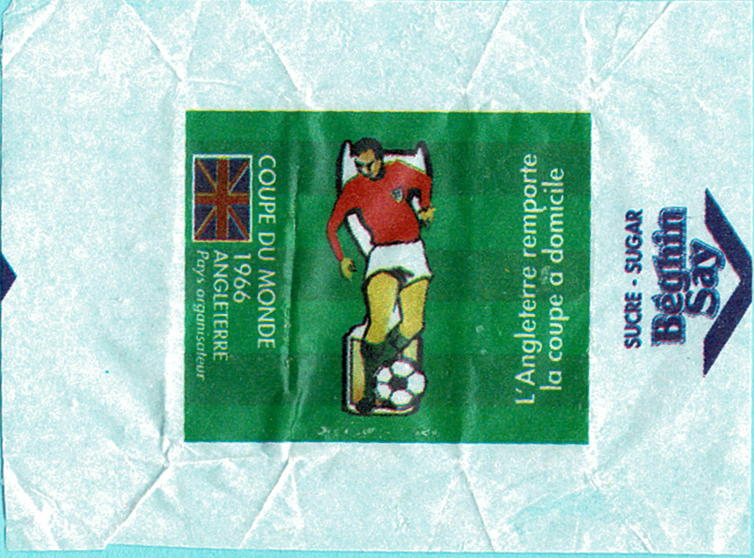 COUPE DU MONDE
1966
ANGLETERRE
Pays organisateur
L'Angleterre remporte
la coupe à domicile
SUCRE - SUGAR
Béghin
Say